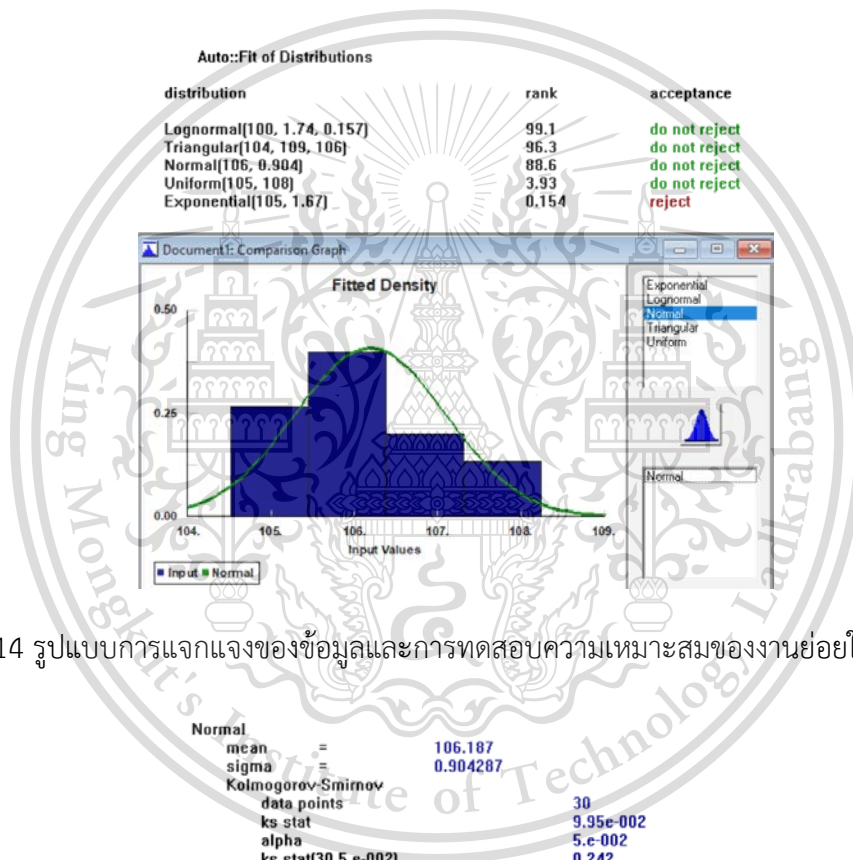 Auto::Fit of Distributions
distribution rank acceptance
Lognormal(100, 1.74, 0.157) 99.1 do not reject
Triangular(104, 109, 106) 96.3 do not reject
Normal(106, 0.904) 88.6 do not reject
Uniform(105, 108) 3.93 do not reject
Exponential(105, 1.67) 0.154 reject
Document1: Comparison Graph
Fitted Density
0.50
0.25
0.00
104. 105. 106. 107. 108. 109.
Input Values
Input Normal
Exponential
Lognormal
Normal
Triangular
Uniform
Normal
14 รูปแบบการแจกแจงของข้อมูลและการทดสอบความเหมาะสมของงานย่อย
Normal
mean = 106.187
sigma = 0.904287
Kolmogorov-Smirnov
data points 30
ks stat 9.95e-002
alpha 5.e-002
ks stat(30,5.e-002) 0.242
King Mongkut's Institute of Technology Ladkrabang